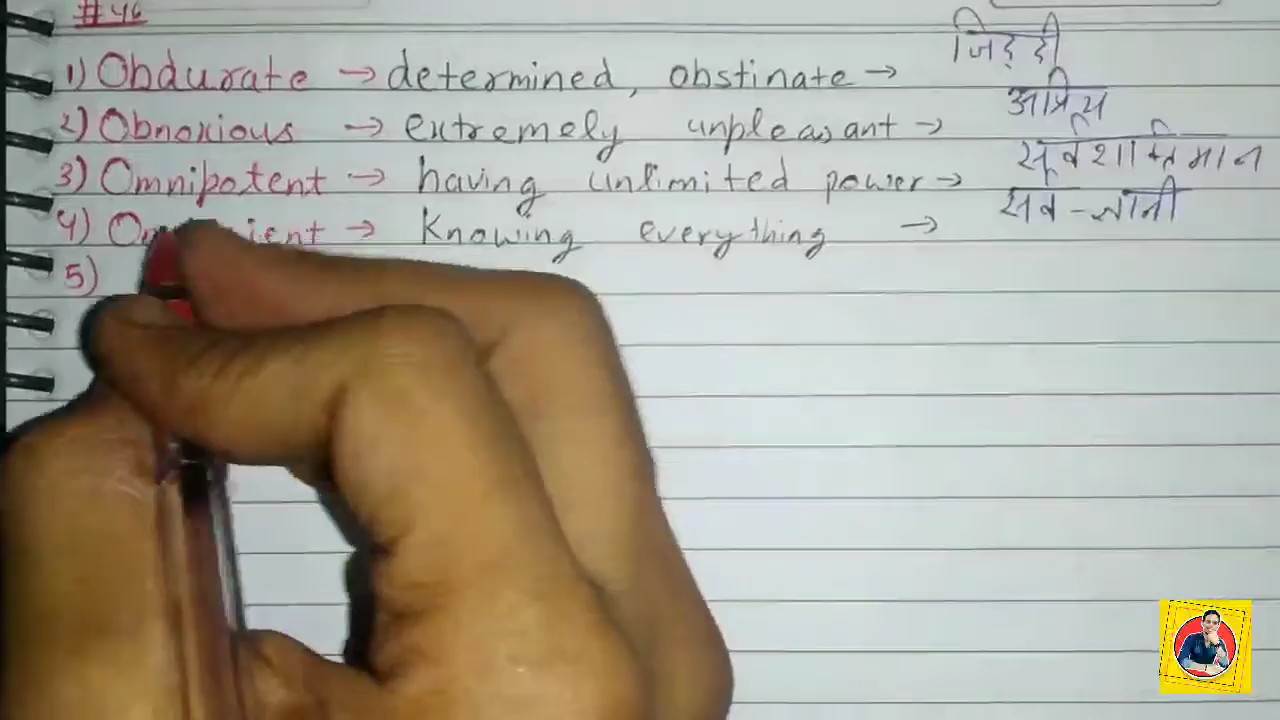 #46
1) Obdurate → determined, obstinate → जिद्दी
2) Obnoxious → extremely unpleasant → अप्रिय
3) Omnipotent → having unlimited power → सर्वशक्तिमान
4) → Knowing everything → सर्व-ज्ञानी
5)